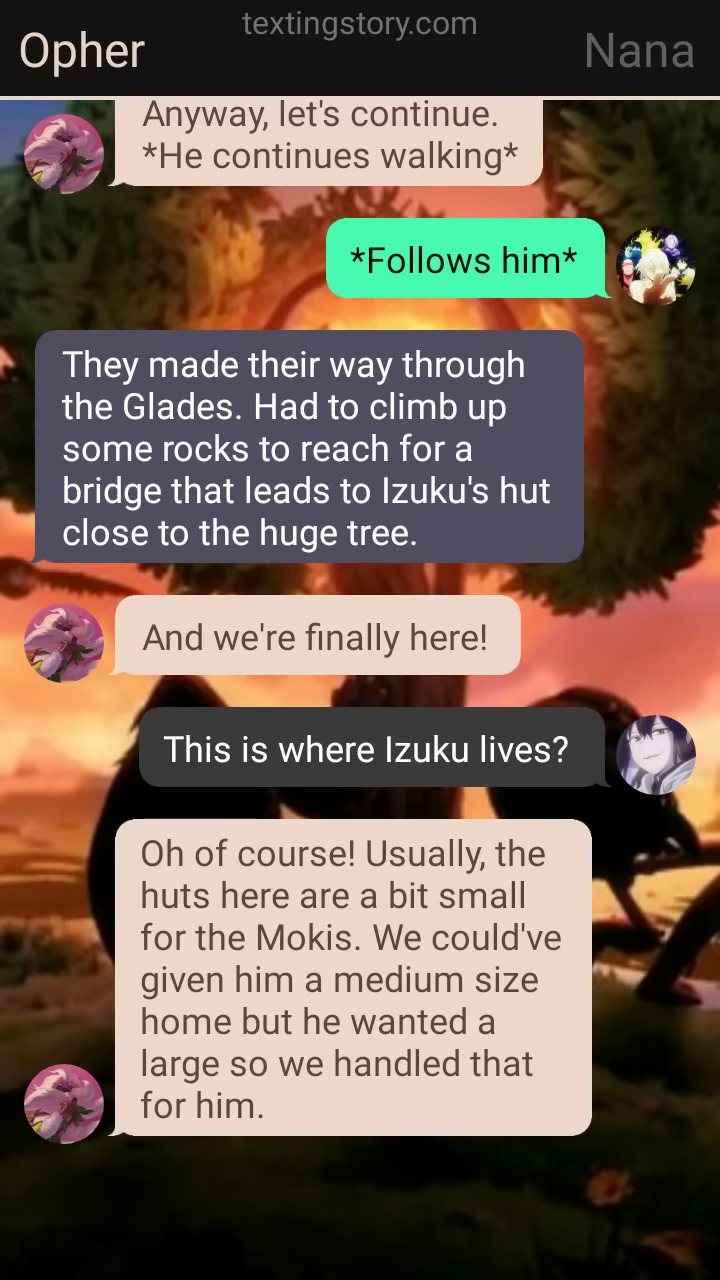 textingstory.com
Opher
Nana
Anyway, let's continue.
*He continues walking*
*Follows him*
They made their way through
the Glades. Had to climb up
some rocks to reach for a
bridge that leads to Izuku's hut
close to the huge tree.
And we're finally here!
This is where Izuku lives?
Oh of course! Usually, the
huts here are a bit small
for the Mokis. We could've
given him a medium size
home but he wanted a
large so we handled that
for him.